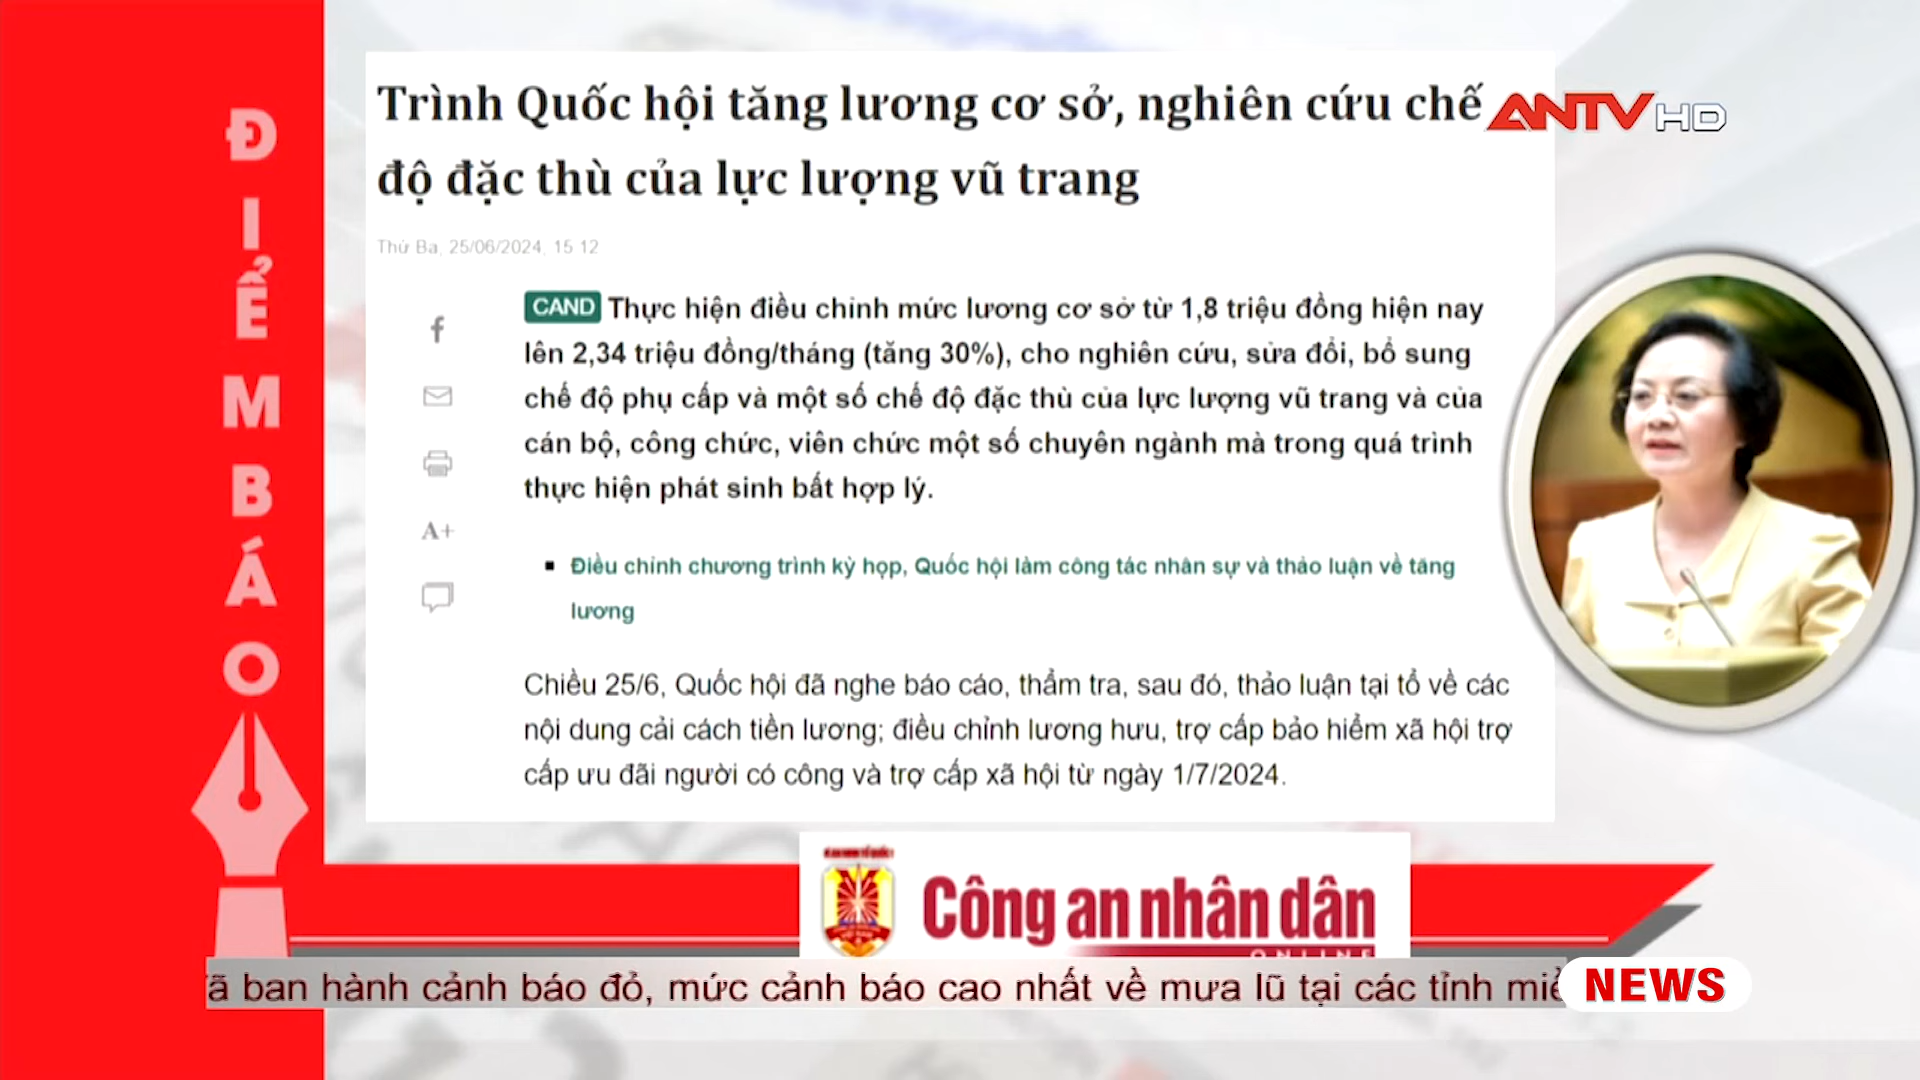 ĐIỂM BÁO
Trình Quốc hội tăng lương cơ sở, nghiên cứu chế
độ đặc thù của lực lượng vũ trang
ANTV HD
Thứ Ba, 25/06/2024, 15:12
CAND Thực hiện điều chỉnh mức lương cơ sở từ 1,8 triệu đồng hiện nay
lên 2,34 triệu đồng/tháng (tăng 30%), cho nghiên cứu, sửa đổi, bổ sung
chế độ phụ cấp và một số chế độ đặc thù của lực lượng vũ trang và của
cán bộ, công chức, viên chức một số chuyên ngành mà trong quá trình
thực hiện phát sinh bất hợp lý.
A+
▪ Điều chỉnh chương trình kỳ họp, Quốc hội làm công tác nhân sự và thảo luận về tăng
lương
Chiều 25/6, Quốc hội đã nghe báo cáo, thẩm tra, sau đó, thảo luận tại tổ về các
nội dung cải cách tiền lương; điều chỉnh lương hưu, trợ cấp bảo hiểm xã hội trợ
cấp ưu đãi người có công và trợ cấp xã hội từ ngày 1/7/2024.
Công an nhân dân
ONLINE
ban hành cảnh báo đỏ, mức cảnh báo cao nhất về mưa lũ tại các tỉnh
NEWS